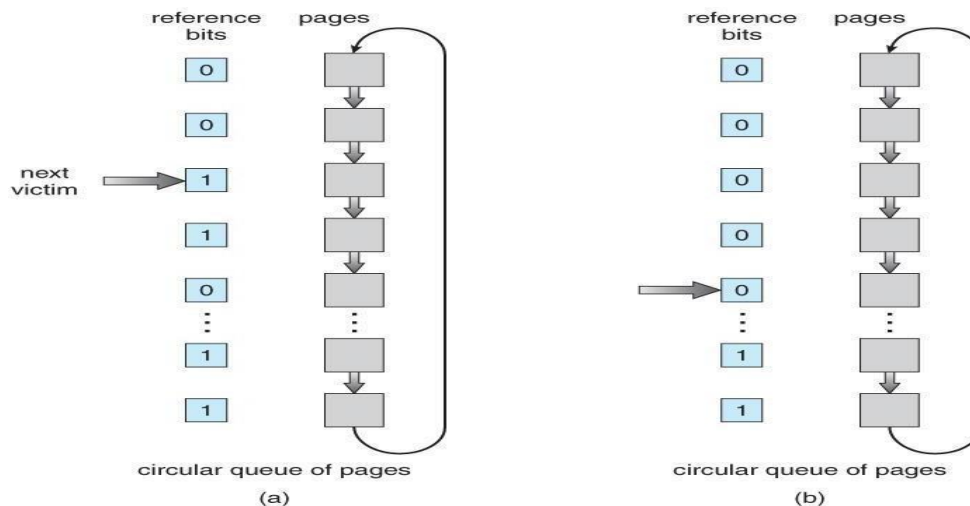 reference pages
bits
0
0
next
victim
1
1
0
1
1
circular queue of pages
(a)
reference pages
bits
0
0
0
0
0
1
1
circular queue of pages
(b)